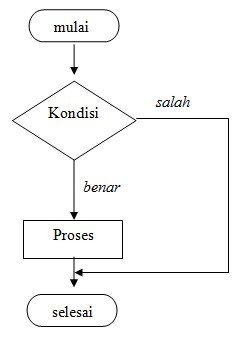 mulai
Kondisi
salah
benar
Proses
selesai